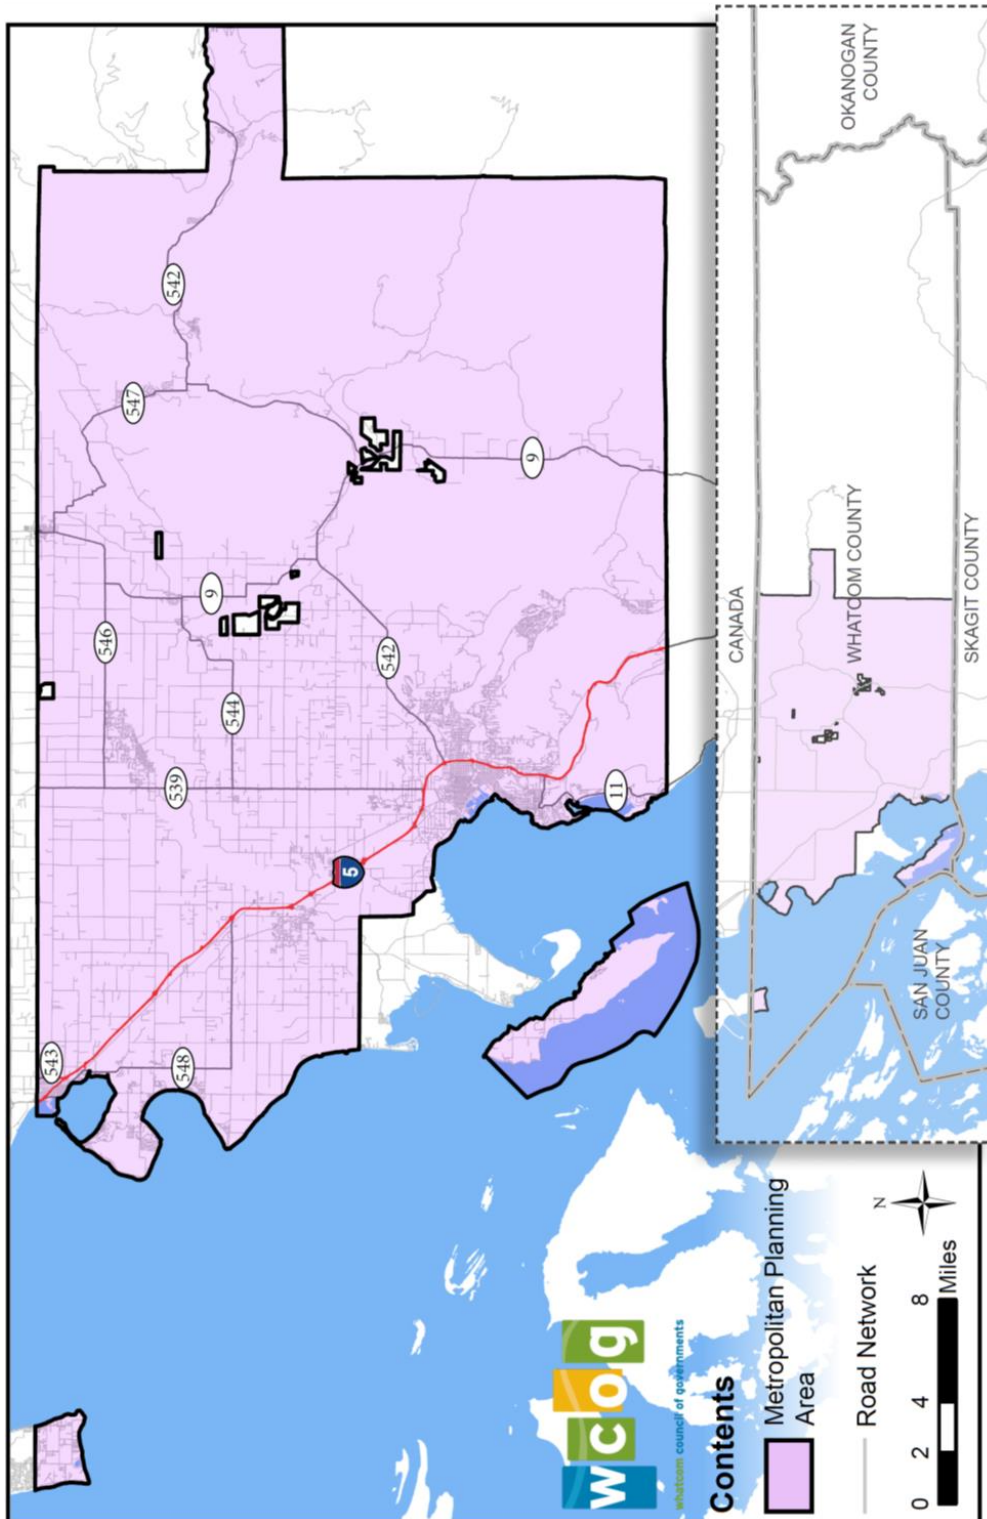 542
547
9
546
9
542
544
539
5
11
543
548
OKANOGAN
COUNTY
CANADA
WHATCOM COUNTY
SKAGIT COUNTY
SAN JUAN
COUNTY
wcog
whatcom council of governments
Contents
Metropolitan Planning
Area
Road Network
N
0 2 4 8
Miles